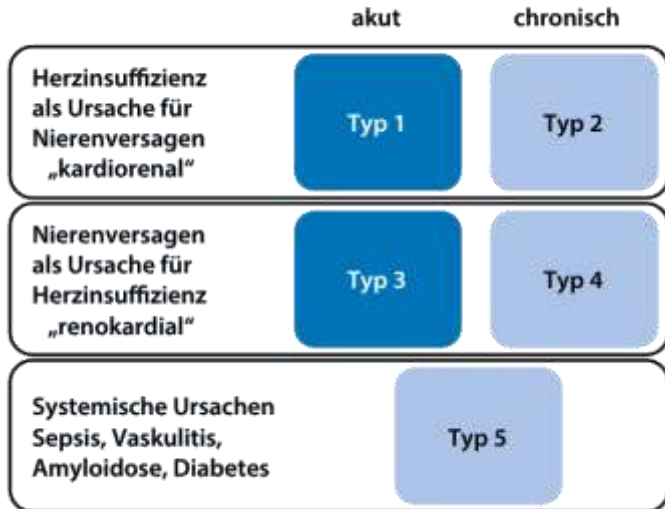 akut chronisch
Herzinsuffizienz
als Ursache für
Nierenversagen
„kardiorenal“
Typ 1 Typ 2
Nierenversagen
als Ursache für
Herzinsuffizienz
„renokardial“
Typ 3 Typ 4
Systemische Ursachen
Sepsis, Vaskulitis,
Amyloidose, Diabetes
Typ 5